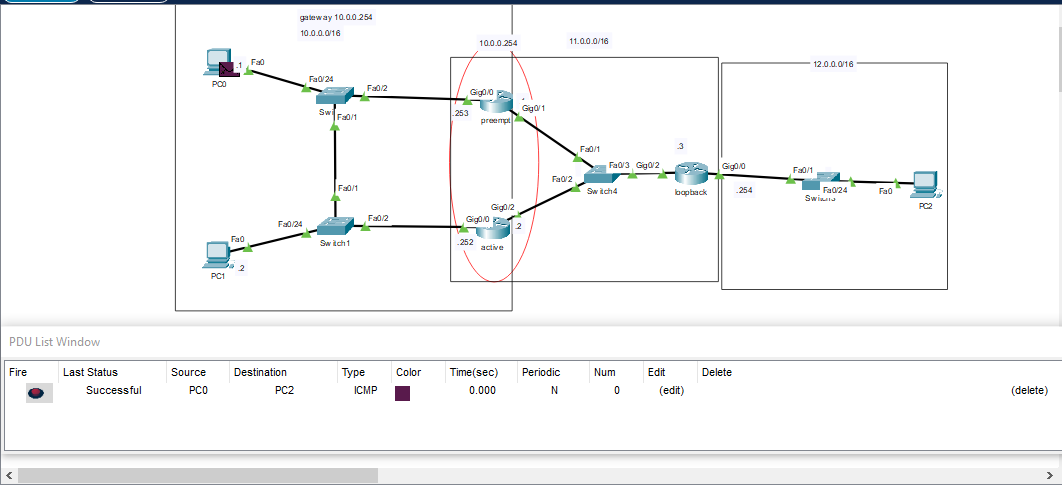 gateway 10.0.0.254
10.0.0.0/16
10.0.0.254
11.0.0.0/16
12.0.0.0/16
.1
Fa0
PC0
Fa0/24
Fa0/2
Fa0/1
Gig0/0
.253
preempt
Gig0/1
Fa0/1
Fa0/2
Fa0/3
Switch4
Gig0/2
.3
loopback
Gig0/0
.254
Fa0/1
Fa0/24
Fa0
PC2
Fa0/1
Fa0/24
Fa0/2
Switch1
Fa0
.2
PC1
Gig0/2
Gig0/0
.2
.252
active
PDU List Window
Fire Last Status Source Destination Type Color Time(sec) Periodic Num Edit Delete
Successful PC0 PC2 ICMP 0.000 N 0 (edit) (delete)